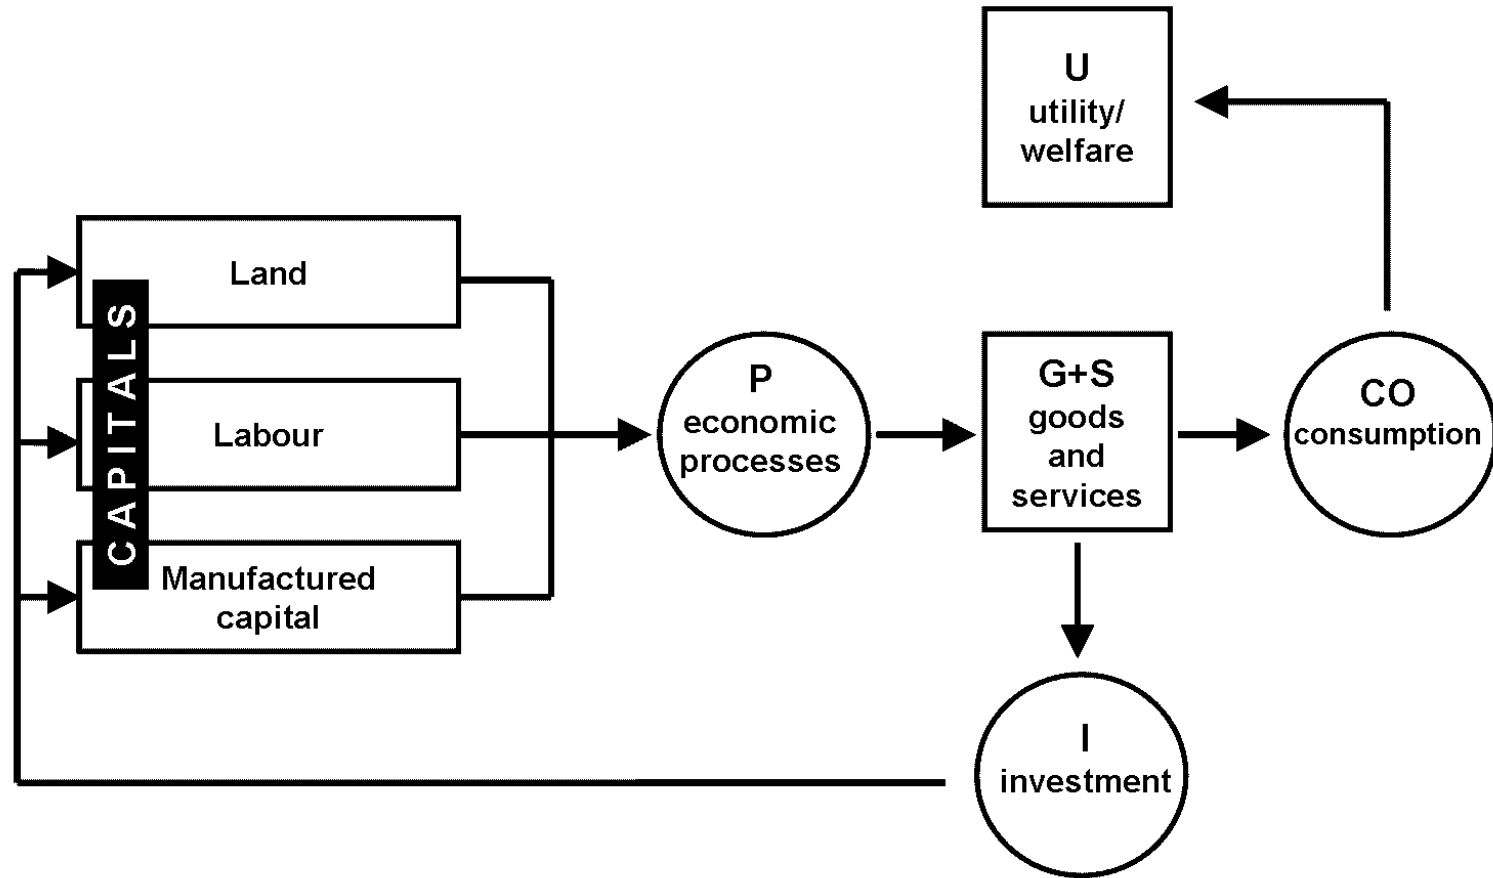 U
utility/
welfare
CAPITALS
Land
Labour
Manufactured
capital
P
economic
processes
G+S
goods
and
services
CO
consumption
I
investment